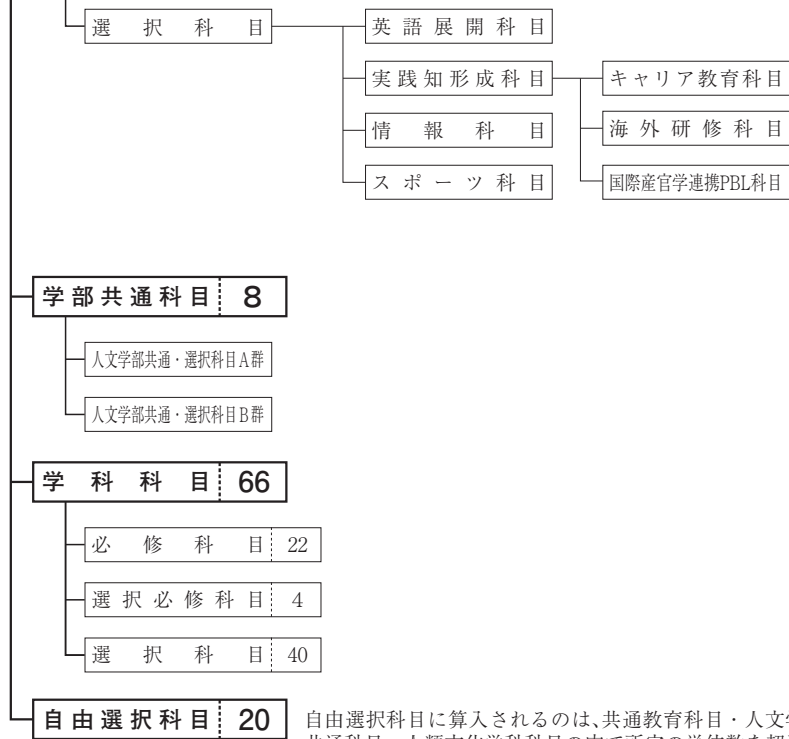 選択科目
英語展開科目
実践知形成科目
キャリア教育科目
情報科目
海外研修科目
スポーツ科目
国際産官学連携PBL科目
学部共通科目 8
人文学部共通・選択科目A群
人文学部共通・選択科目B群
学科科目 66
必修科目 22
選択必修科目 4
選択科目 40
自由選択科目 20
自由選択科目に算入されるのは、共通教育科目・人文